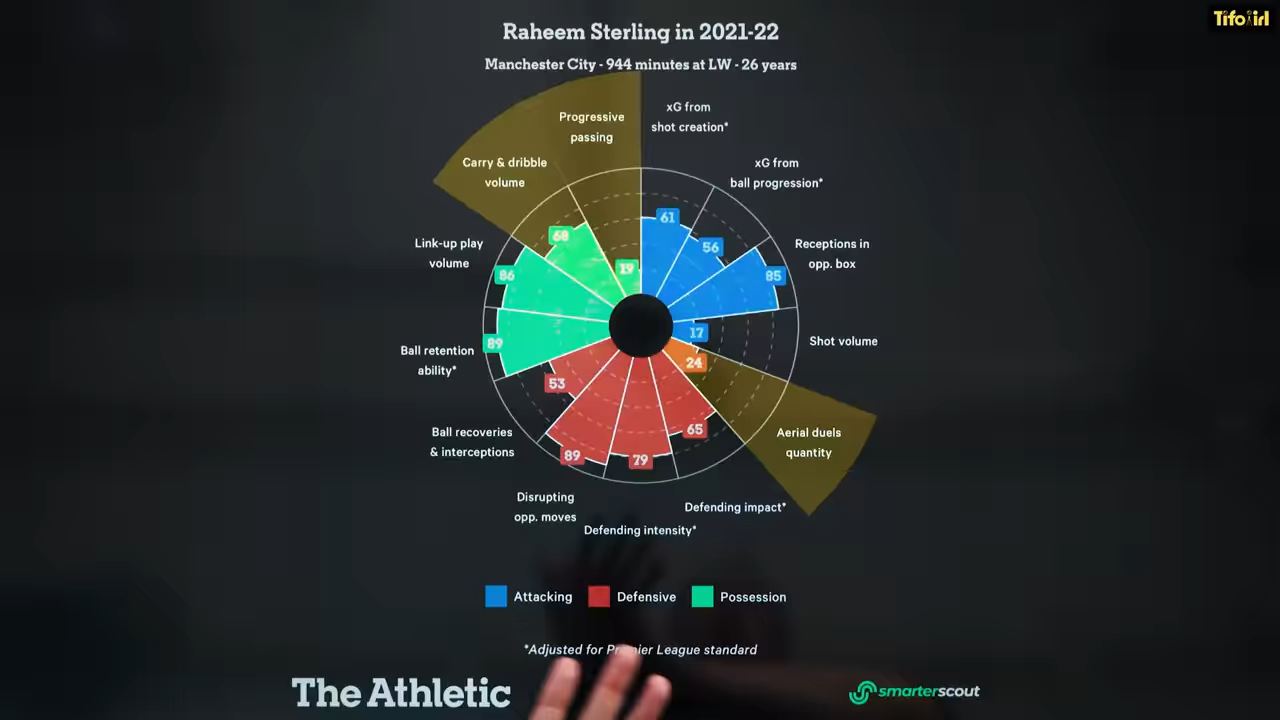 Tifo irl
Raheem Sterling in 2021-22
Manchester City - 944 minutes at LW - 26 years
Progressive
passing
xG from
shot creation*
Carry & dribble
volume
xG from
ball progression*
Link-up play
volume
Receptions in
opp. box
61
68
56
86
19
85
17
Shot volume
89
Ball retention
ability*
24
53
Ball recoveries
& interceptions
65
89
79
Aerial duels
quantity
Disrupting
opp. moves
Defending impact*
Defending intensity*
Attacking
Defensive
Possession
*Adjusted for Premier League standard
The Athletic
smarterscout